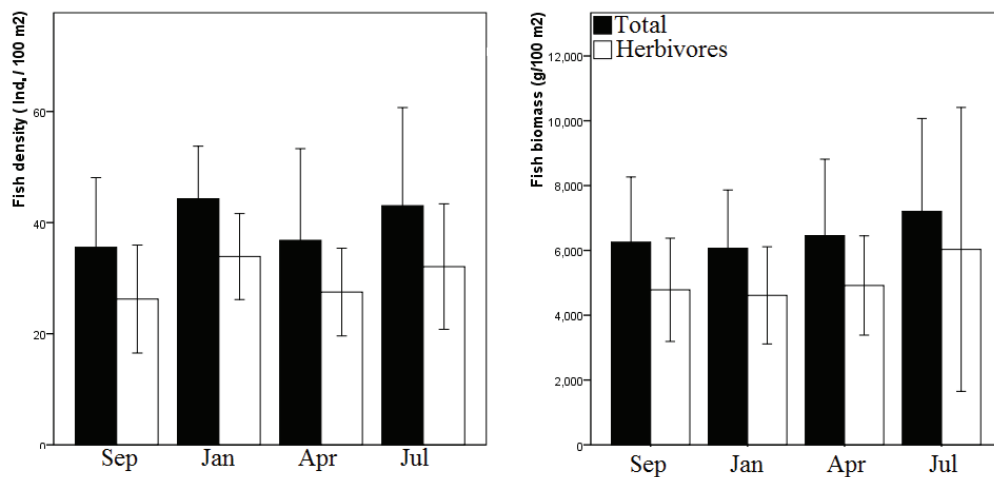 Fish density ( Ind. / 100 m2)
60
40
20
0
Sep Jan Apr Jul
Fish biomass (g/100 m2)
Total
Herbivores
12,000
10,000
8,000
6,000
4,000
2,000
0
Sep Jan Apr Jul